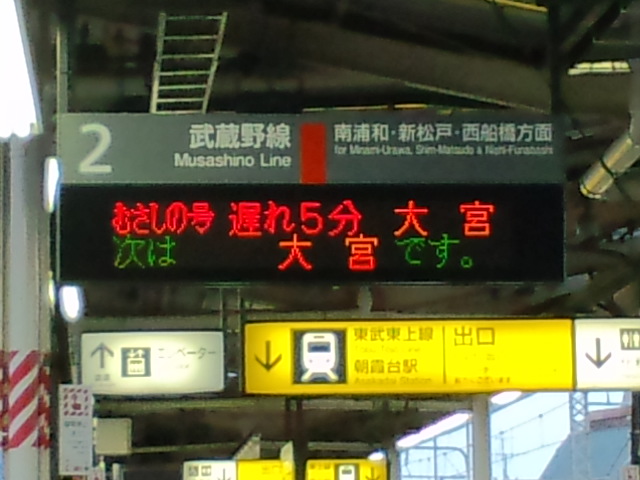 2
武蔵野線
Musashino Line
南浦和・新松戸・西船橋方面
for Minami-Urawa, Shim-Matsudo & Nishi-Funabashi
むさしの号 遅れ5分 大宮
次は 大宮 です。
エレベーター
東武東上線
朝霞台駅
Asakadai Station
出口